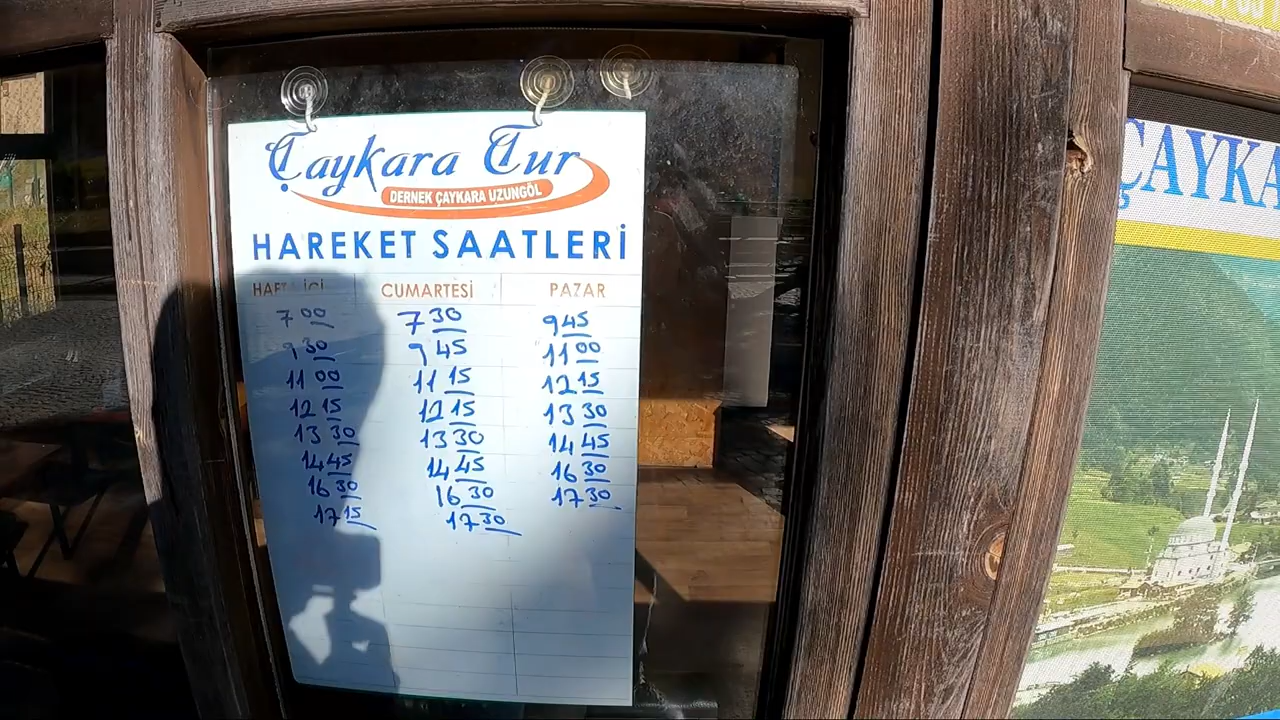 Çaykara Tur
DERNEK ÇAYKARA UZUNGÖL
HAREKET SAATLERİ
HAFTA İÇİ CUMARTESİ PAZAR
7 00 7 30 9 45
9 30 9 45 11 00
11 00 11 15 12 15
12 15 12 15 13 30
13 30 13 30 14 45
14 45 14 45 16 30
16 30 16 30 17 30
17 15 17 30
ÇAYKA